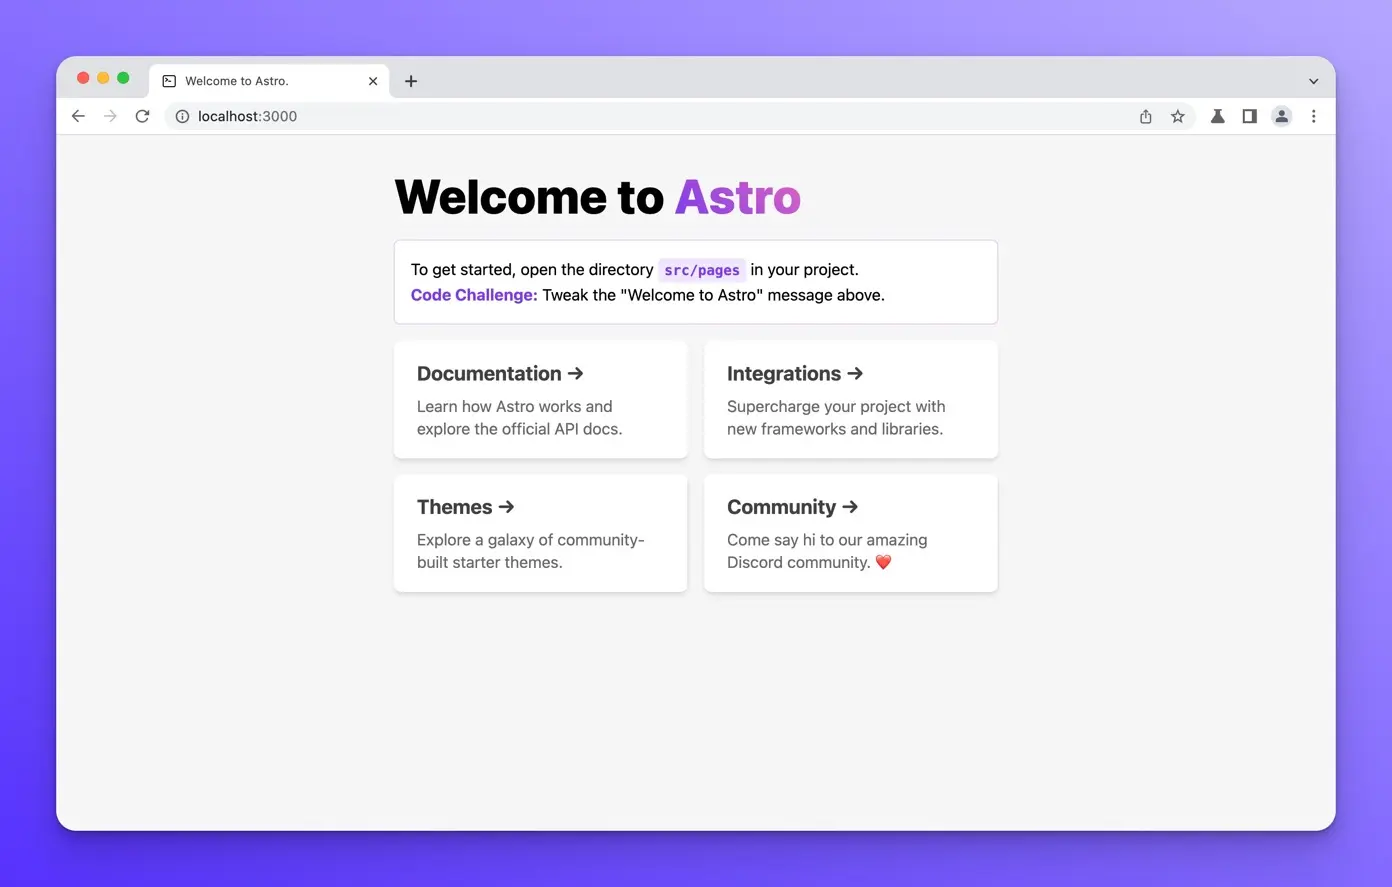 Welcome to Astro.
localhost:3000
Welcome to Astro
To get started, open the directory src/pages in your project.
Code Challenge: Tweak the "Welcome to Astro" message above.
Documentation →
Learn how Astro works and
explore the official API docs.
Integrations →
Supercharge your project with
new frameworks and libraries.
Themes →
Explore a galaxy of community-
built starter themes.
Community →
Come say hi to our amazing
Discord community. ❤️